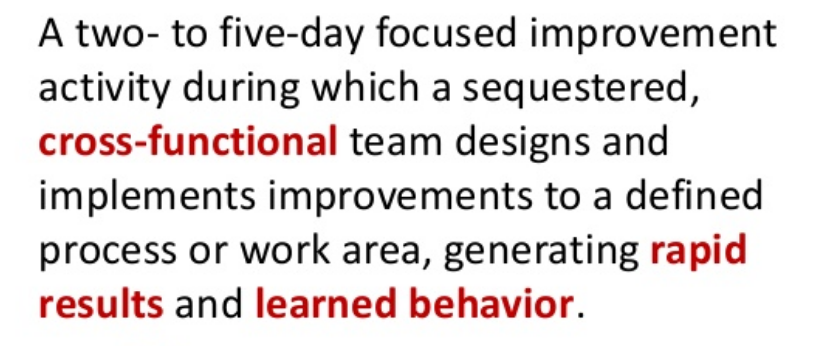 A two- to five-day focused improvement
activity during which a sequestered,
cross-functional team designs and
implements improvements to a defined
process or work area, generating rapid
results and learned behavior.